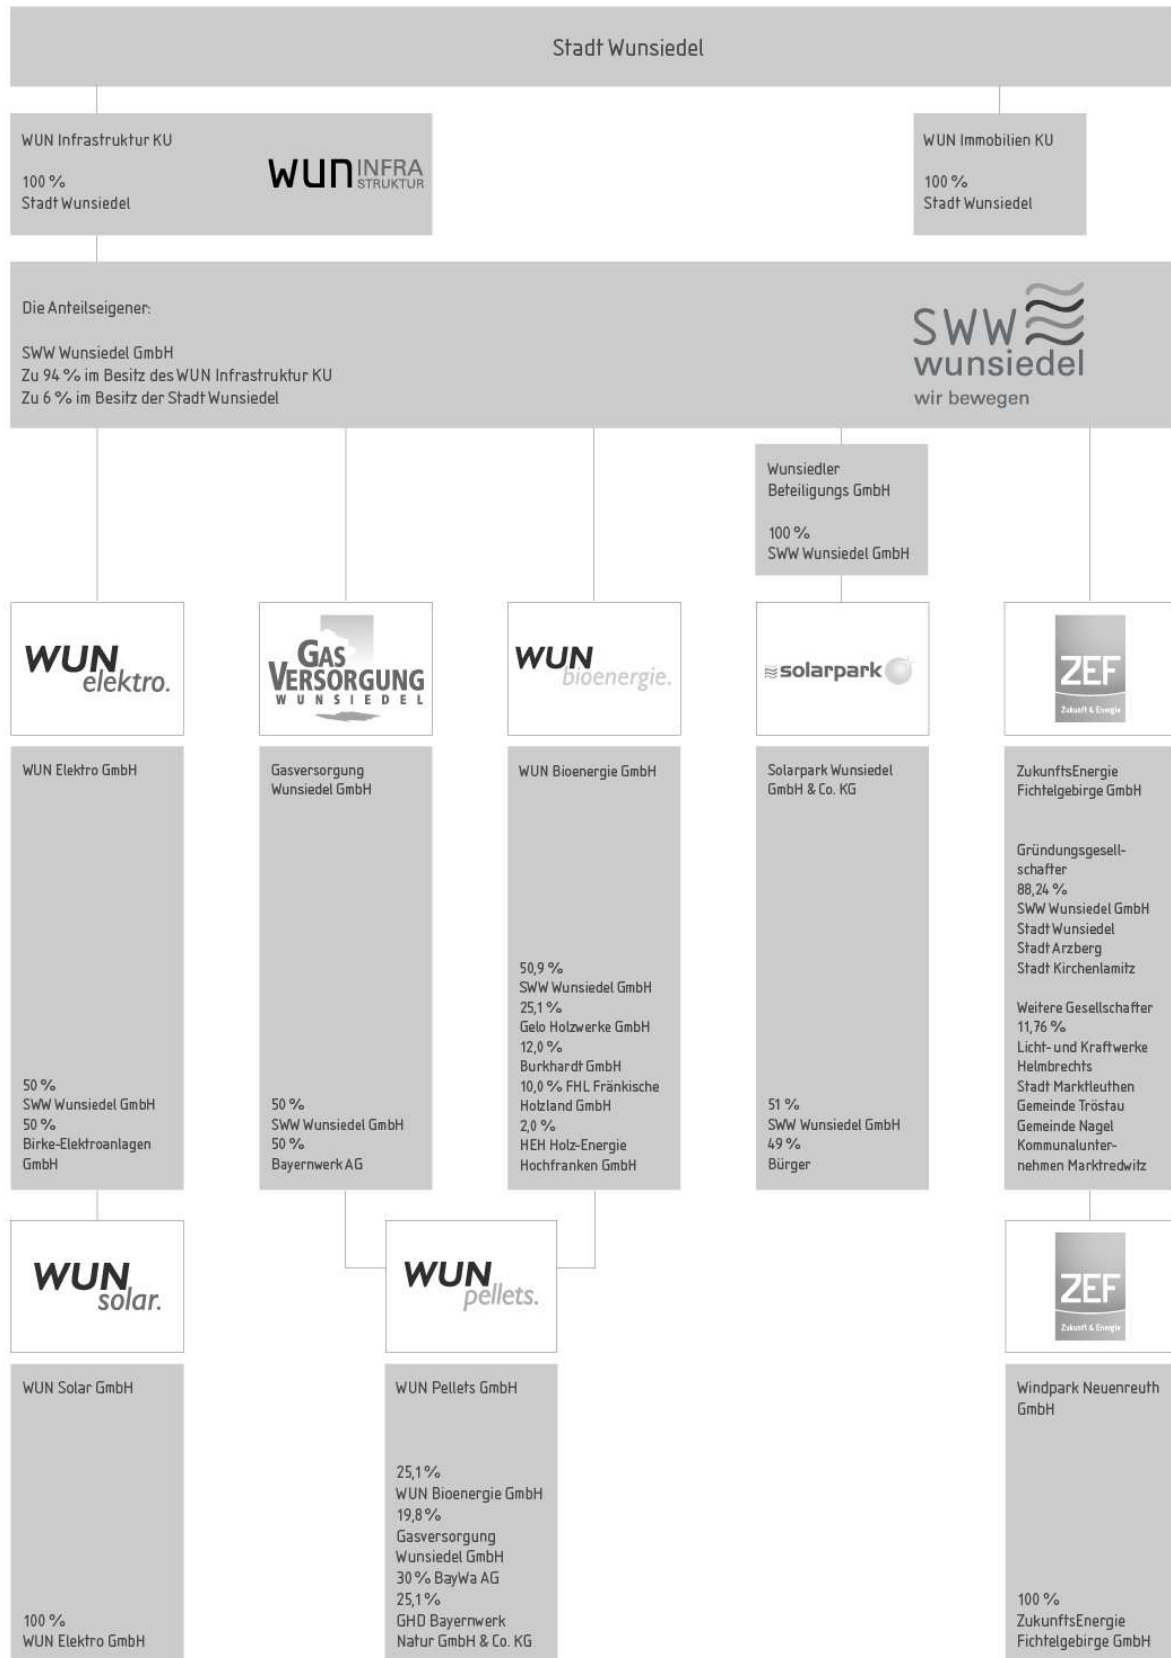 Stadt Wunsiedel
WUN Infrastruktur KU
100 %
Stadt Wunsiedel
WUN INFRA
STRUKTUR
WUN Immobilien KU
100 %
Stadt Wunsiedel
Die Anteilseigner:
SWW Wunsiedel GmbH
Zu 94 % im Besitz des WUN Infrastruktur KU
Zu 6 % im Besitz der Stadt Wunsiedel
SWW
wunsiedel
wir bewegen
Wunsiedler
Beteiligungs GmbH
100 %
SWW Wunsiedel GmbH
WUN
elektro.
GAS
VERSORGUNG
WUNSIEDEL
WUN
bioenergie.
solarpark
ZEF
Zukunft & Energie
WUN Elektro GmbH
50 %
SWW Wunsiedel GmbH
50 %
Birke-Elektroanlagen
GmbH
Gasversorgung
Wunsiedel GmbH
50 %
SWW Wunsiedel GmbH
50 %
Bayernwerk AG
WUN Bioenergie GmbH
50,9 %
SWW Wunsiedel GmbH
25,1 %
Gelo Holzwerke GmbH
12,0 %
Burkhardt GmbH
10,0 % FHL Fränkische
Holzland GmbH
2,0 %
HEH Holz-Energie
Hochfranken GmbH
Solarpark Wunsiedel
GmbH & Co. KG
51 %
SWW Wunsiedel GmbH
49 %
Bürger
ZukunftsEnergie
Fichtelgebirge GmbH
Gründungsgesell-
schafter
88,24 %
SWW Wunsiedel GmbH
Stadt Wunsiedel
Stadt Arzberg
Stadt Kirchenlamitz
Weitere Gesellschafter
11,76 %
Licht- und Kraftwerke
Helmbrechts
Stadt Marktleuthen
Gemeinde Tröstau
Gemeinde Nagel
Kommunalunter-
nehmen Marktredwitz
WUN
solar.
WUN
pellets.
ZEF
Zukunft & Energie
WUN Solar GmbH
100 %
WUN Elektro GmbH
WUN Pellets GmbH
25,1 %
WUN Bioenergie GmbH
19,8 %
Gasversorgung
Wunsiedel GmbH
30 % BayWa AG
25,1 %
GHD Bayernwerk
Natur GmbH & Co. KG
Windpark Neuenreuth
GmbH
100 %
ZukunftsEnergie
Fichtelgebirge GmbH